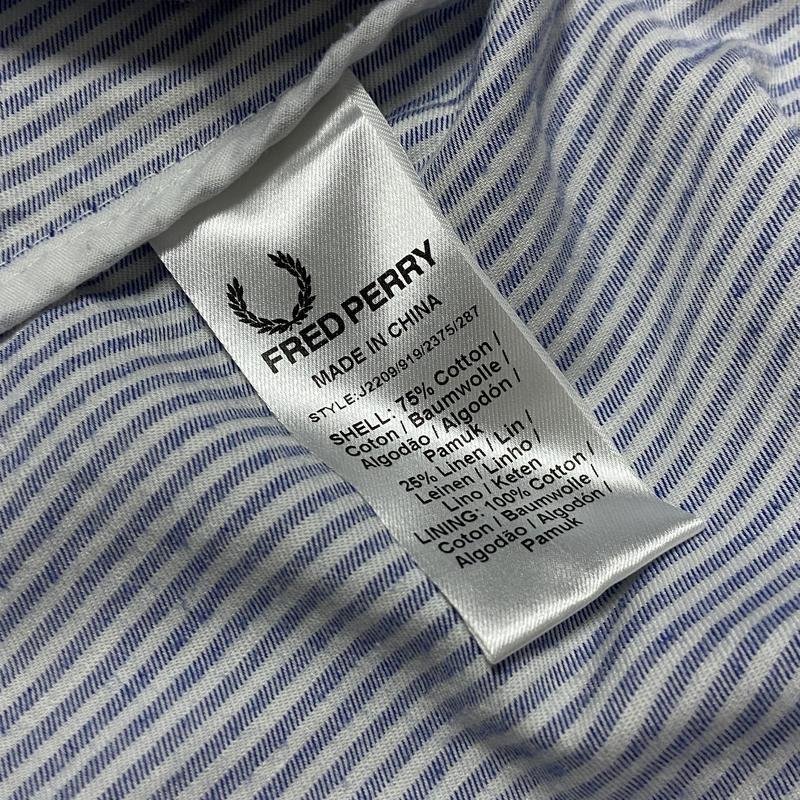 FRED PERRY
MADE IN CHINA
STYLE:J2209/919/2375/287
SHELL: 75% Cotton /
Coton / Baumwolle /
Algodão / Algodón /
Pamuk
25% Linen / Lin /
Leinen / Linho /
Lino / Keten
LINING: 100% Cotton /
Coton / Baumwolle /
Algodão / Algodón /
Pamuk